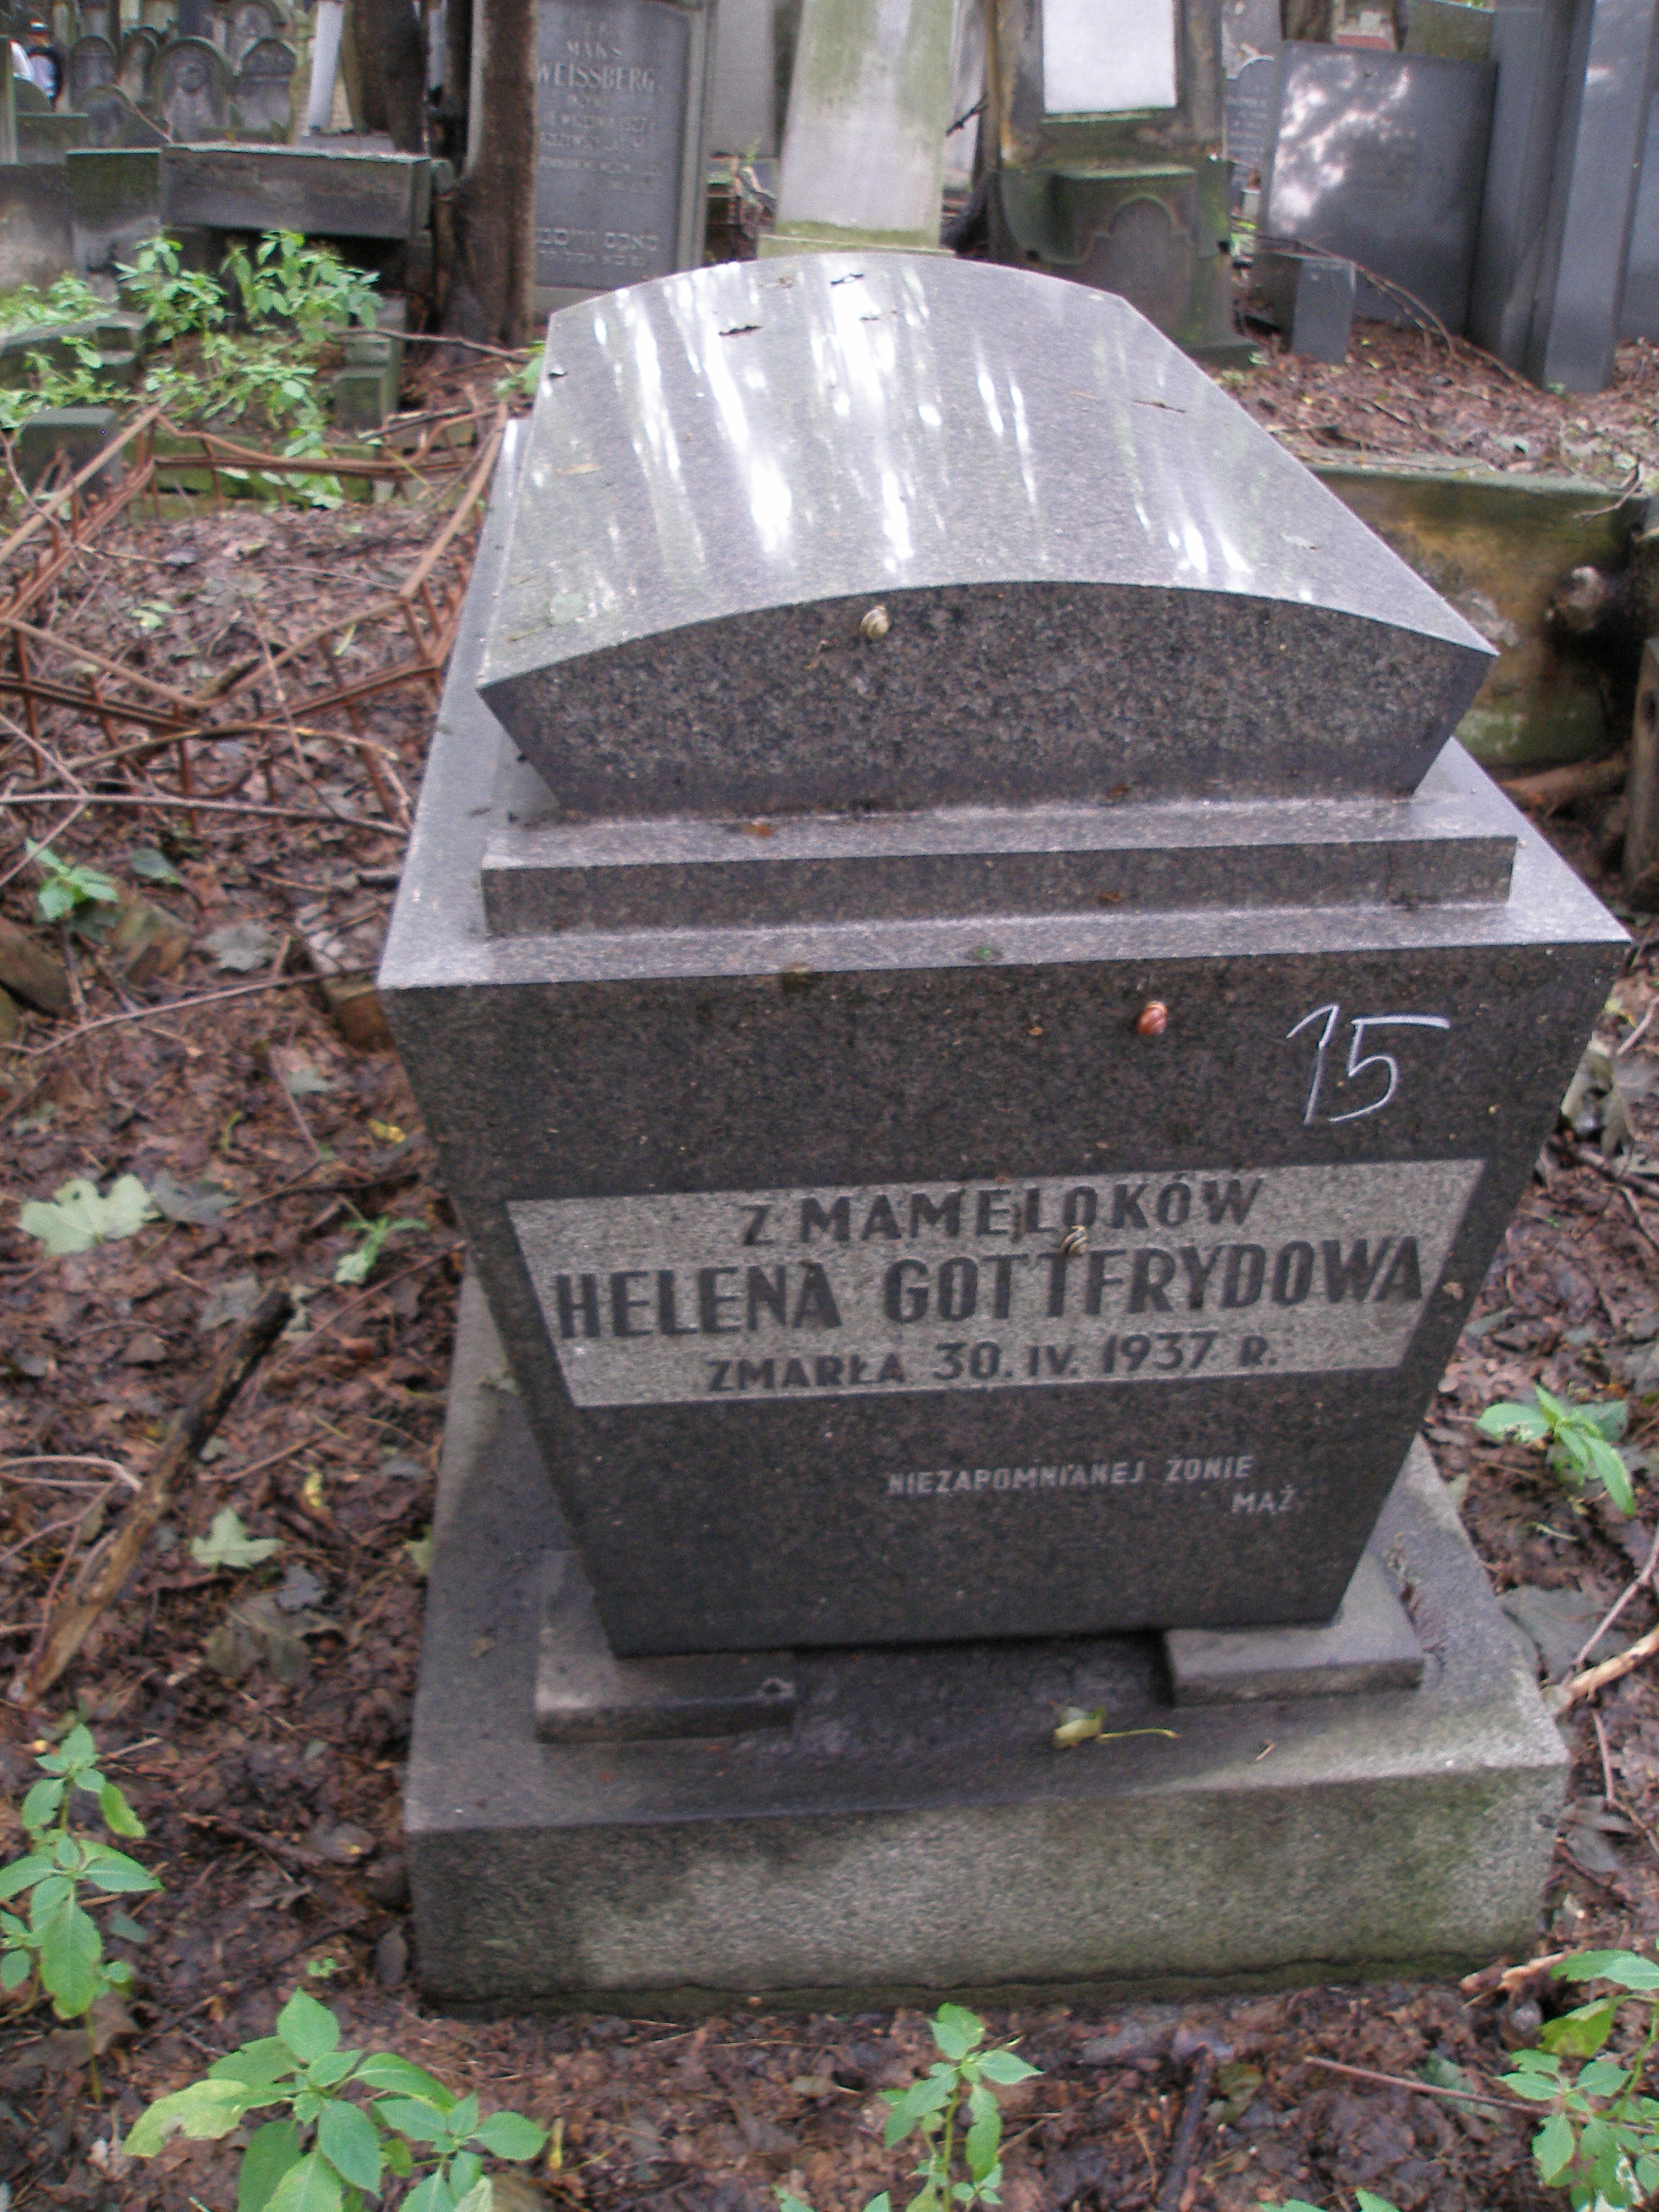 MAKS
WEISSBERG
15
Z MAMELOKÓW
HELENA GOTTFRYDOWA
ZMARŁA 30. IV. 1937 R.
NIEZAPOMNIANEJ ŻONIE
MĄŻ